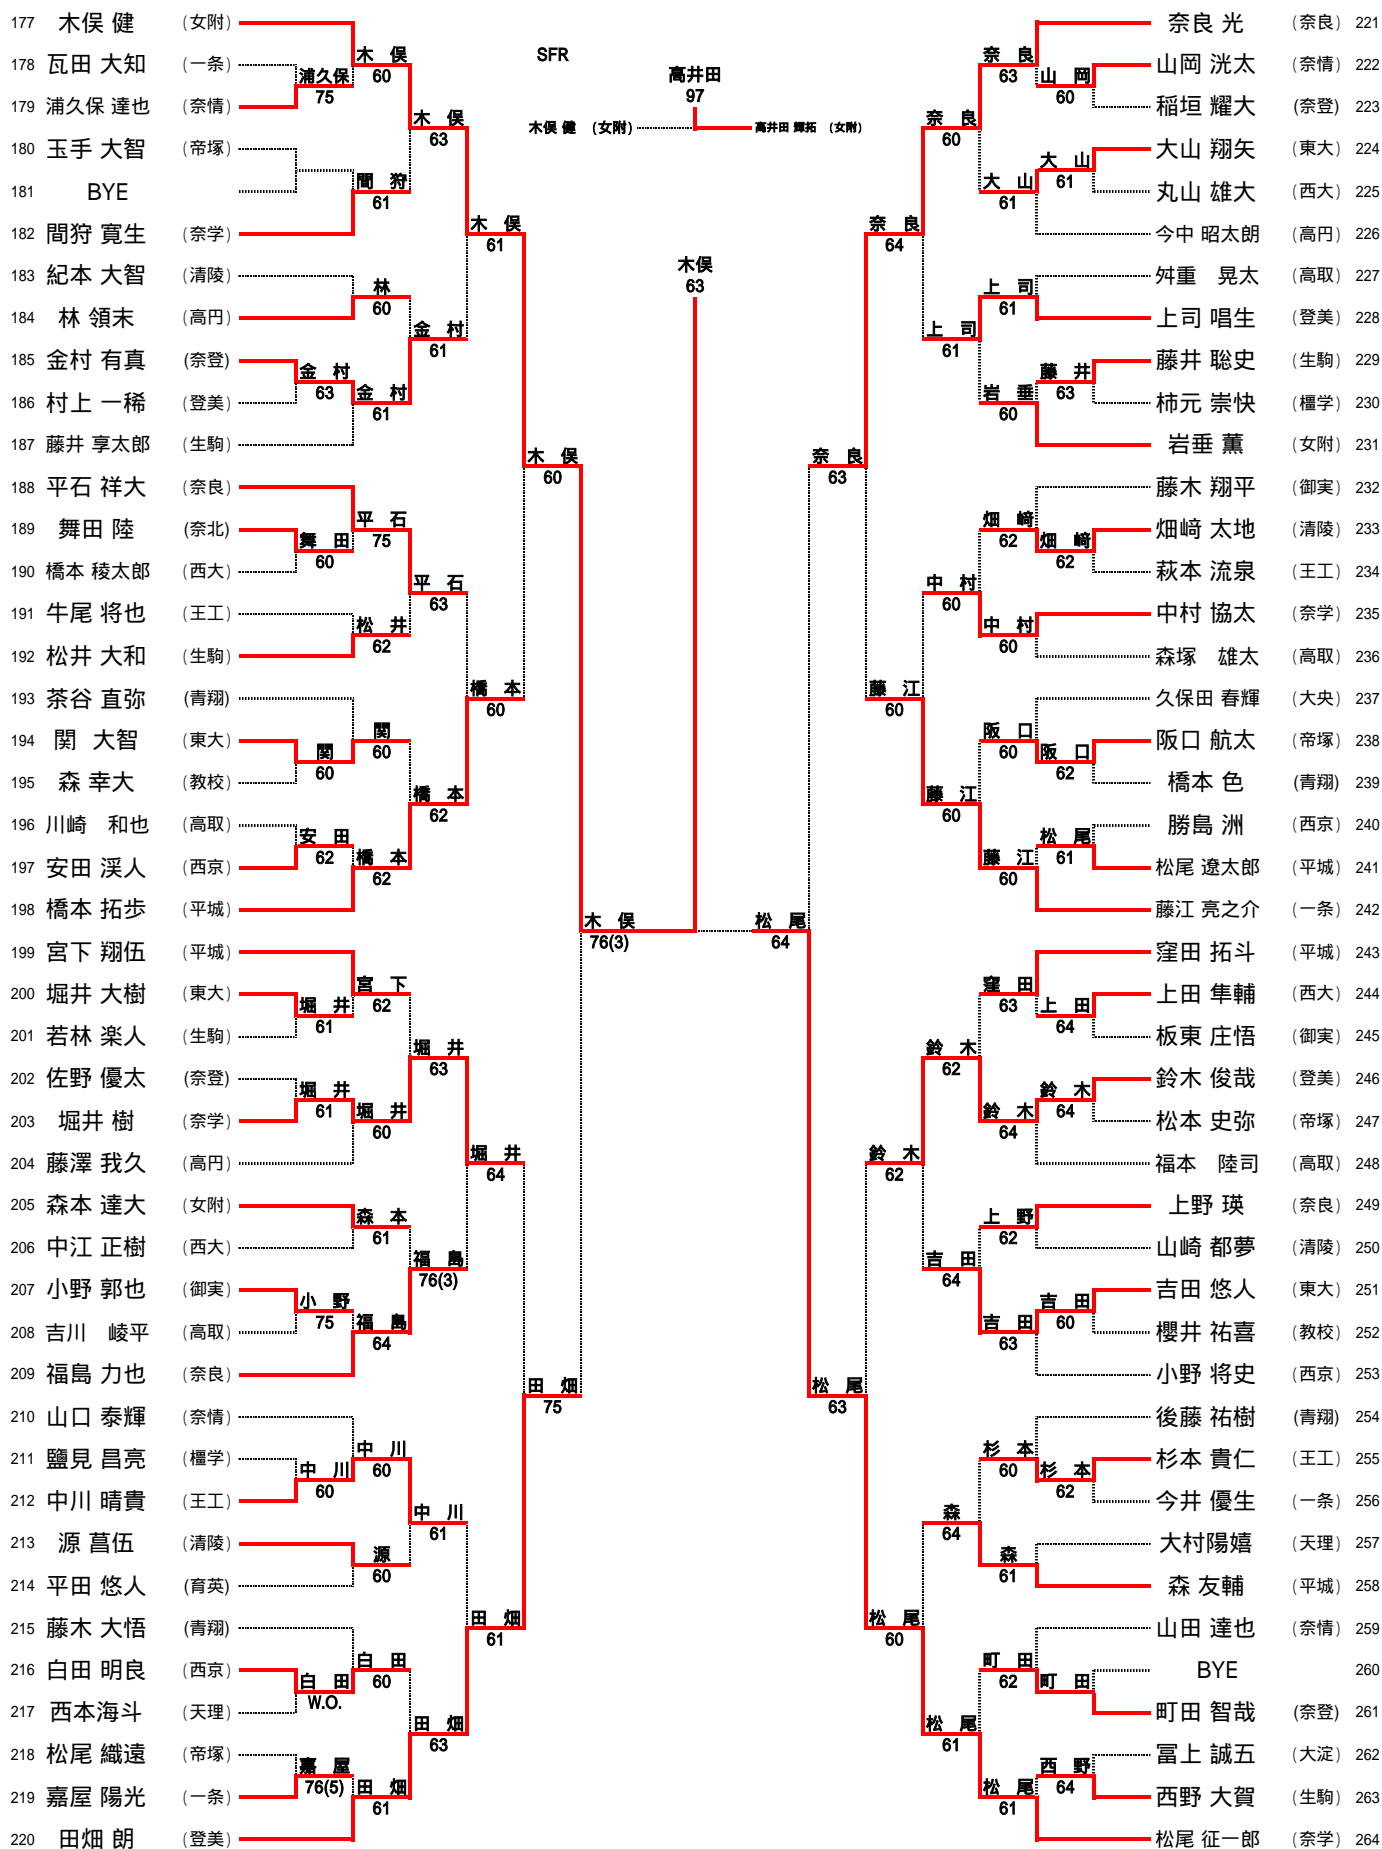 SFR
高井田
97
木俣 健 (女附) 高井田 輝拓 (女附)
木俣
63
177 木俣 健 (女附)
178 瓦田 大知 (一条)
179 浦久保 達也 (奈情)
180 玉手 大智 (帝塚)
181 BYE
182 間狩 寛生 (奈学)
183 紀本 大智 (清陵)
184 林 領末 (高円)
185 金村 有真 (奈登)
186 村上 一稀 (登美)
187 藤井 享太郎 (生駒)
188 平石 祥大 (奈良)
189 舞田 陸 (奈北)
190 橋本 稜太郎 (西大)
191 牛尾 将也 (王工)
192 松井 大和 (生駒)
193 茶谷 直弥 (青翔)
194 関 大智 (東大)
195 森 幸大 (教校)
196 川崎 和也 (高取)
197 安田 渓人 (西京)
198 橋本 拓歩 (平城)
199 宮下 翔伍 (平城)
200 堀井 大樹 (東大)
201 若林 楽人 (生駒)
202 佐野 優太 (奈登)
203 堀井 樹 (奈学)
204 藤澤 我久 (高円)
205 森本 達大 (女附)
206 中江 正樹 (西大)
207 小野 郭也 (御実)
208 吉川 崚平 (高取)
209 福島 力也 (奈良)
210 山口 泰輝 (奈情)
211 鹽見 昌亮 (橿学)
212 中川 晴貴 (王工)
213 源 菖伍 (清陵)
214 平田 悠人 (育英)
215 藤木 大悟 (青翔)
216 白田 明良 (西京)
217 西本海斗 (天理)
218 松尾 織遠 (帝塚)
219 嘉屋 陽光 (一条)
220 田畑 朗 (登美)
浦久保
75
金村
63
舞田
60
関
60
安田
62
堀井
61
堀井
61
小野
75
中川
60
白田
W.O.
嘉屋
76(5)
木俣
60
間狩
61
林
60
金村
61
平石
75
松井
62
関
60
橋本
62
宮下
62
堀井
60
森本
61
福島
64
中川
60
源
60
白田
60
田畑
61
木俣
63
金村
61
平石
63
橋本
62
堀井
63
福島
76(3)
中川
61
田畑
63
木俣
61
橋本
60
堀井
64
田畑
61
木俣
60
田畑
75
木俣
76(3)
松尾
64
奈良
63
松尾
63
奈良
64
藤江
60
鈴木
62
松尾
60
奈良
60
上司
61
中村
60
藤江
60
鈴木
62
吉田
64
森
64
松尾
61
奈良
63
大山
61
上司
61
岩垂
60
畑﨑
62
中村
60
阪口
60
藤江
60
窪田
63
鈴木
64
上野
62
吉田
63
杉本
60
森
61
町田
62
松尾
61
山岡
60
大山
61
藤井
63
畑﨑
62
阪口
62
松尾
61
上田
64
鈴木
64
吉田
60
杉本
62
町田
西野
64
奈良 光 (奈良) 221
山岡 洸太 (奈情) 222
稲垣 耀大 (奈登) 223
大山 翔矢 (東大) 224
丸山 雄大 (西大) 225
今中 昭太朗 (高円) 226
舛重 晃太 (高取) 227
上司 唱生 (登美) 228
藤井 聡史 (生駒) 229
柿元 崇快 (橿学) 230
岩垂 薫 (女附) 231
藤木 翔平 (御実) 232
畑﨑 太地 (清陵) 233
萩本 流泉 (王工) 234
中村 協太 (奈学) 235
森塚 雄太 (高取) 236
久保田 春輝 (大央) 237
阪口 航太 (帝塚) 238
橋本 色 (青翔) 239
勝島 洲 (西京) 240
松尾 遼太郎 (平城) 241
藤江 亮之介 (一条) 242
窪田 拓斗 (平城) 243
上田 隼輔 (西大) 244
板東 庄悟 (御実) 245
鈴木 俊哉 (登美) 246
松本 史弥 (帝塚) 247
福本 陸司 (高取) 248
上野 瑛 (奈良) 249
山崎 都夢 (清陵) 250
吉田 悠人 (東大) 251
櫻井 祐喜 (教校) 252
小野 将史 (西京) 253
後藤 祐樹 (青翔) 254
杉本 貴仁 (王工) 255
今井 優生 (一条) 256
大村陽嬉 (天理) 257
森 友輔 (平城) 258
山田 達也 (奈情) 259
BYE 260
町田 智哉 (奈登) 261
冨上 誠五 (大淀) 262
西野 大賀 (生駒) 263
松尾 征一郎 (奈学) 264